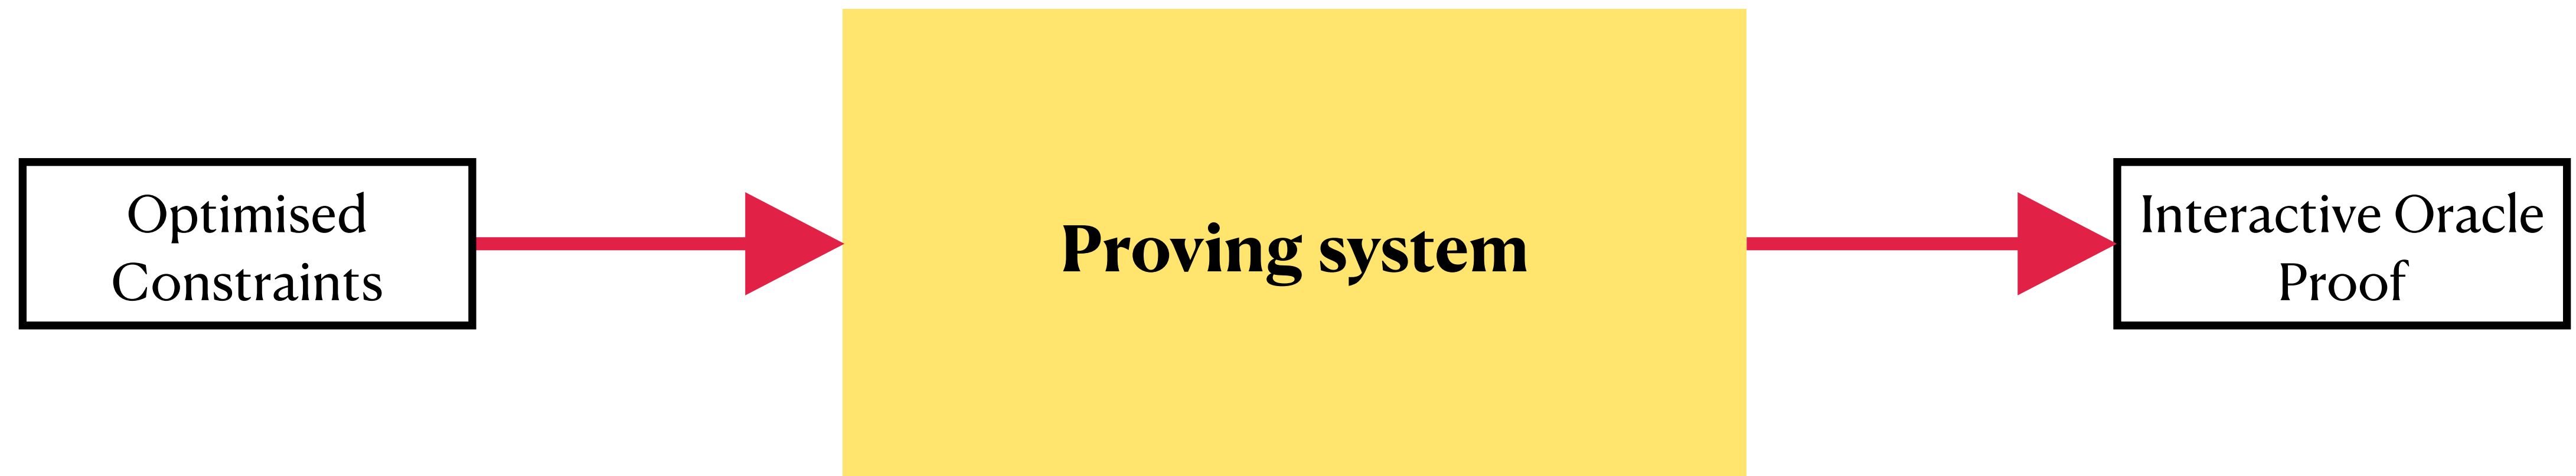 Optimised
Constraints
Proving system
Interactive Oracle
Proof